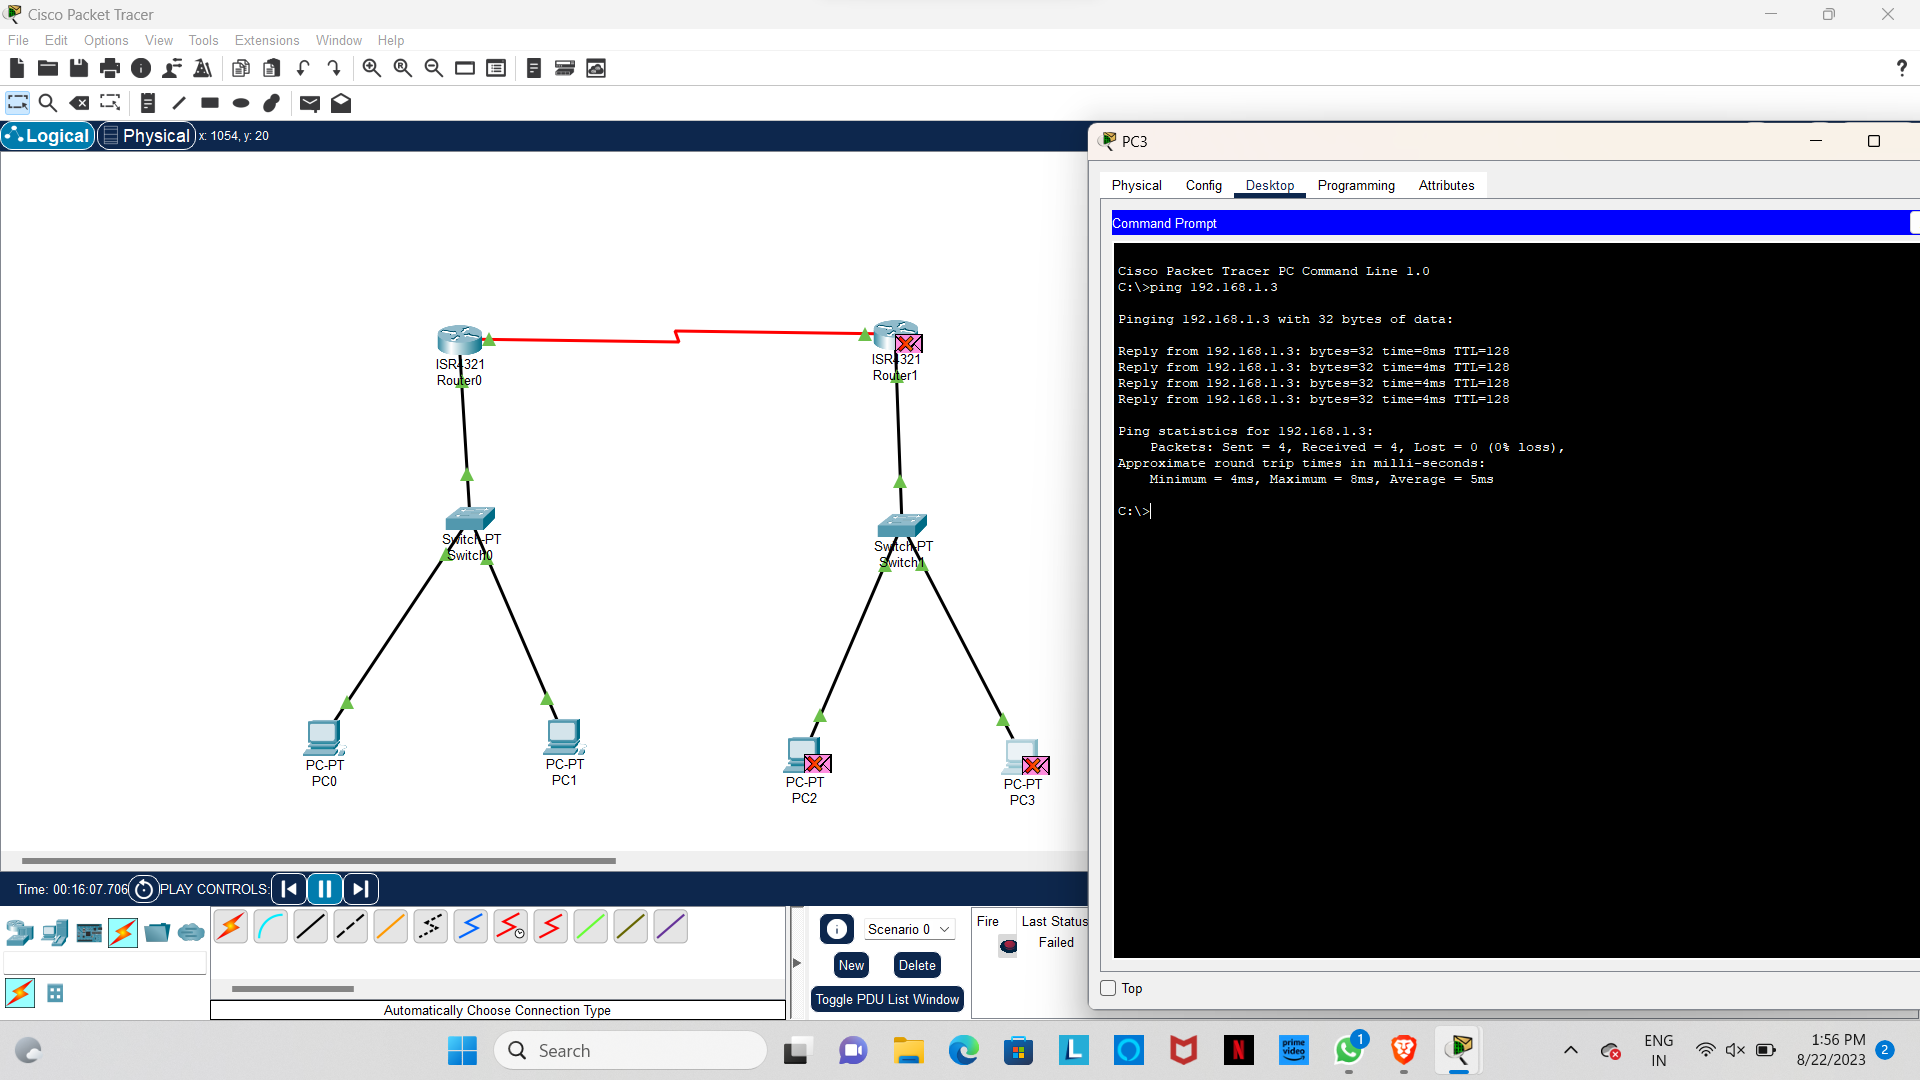 Cisco Packet Tracer
File Edit Options View Tools Extensions Window Help
Logical Physical x: 1054, y: 20
ISR4321
Router0
ISR4321
Router1
Switch-PT
Switch0
Switch-PT
Switch1
PC-PT
PC0
PC-PT
PC1
PC-PT
PC2
PC-PT
PC3
PC3
Physical Config Desktop Programming Attributes
Command Prompt
Cisco Packet Tracer PC Command Line 1.0
C:\>ping 192.168.1.3
Pinging 192.168.1.3 with 32 bytes of data:
Reply from 192.168.1.3: bytes=32 time=8ms TTL=128
Reply from 192.168.1.3: bytes=32 time=4ms TTL=128
Reply from 192.168.1.3: bytes=32 time=4ms TTL=128
Reply from 192.168.1.3: bytes=32 time=4ms TTL=128
Ping statistics for 192.168.1.3:
Packets: Sent = 4, Received = 4, Lost = 0 (0% loss),
Approximate round trip times in milli-seconds:
Minimum = 4ms, Maximum = 8ms, Average = 5ms
C:\>
Top
Time: 00:16:07.706 PLAY CONTROLS:
Automatically Choose Connection Type
Scenario 0
New Delete
Toggle PDU List Window
Fire Last Status
Failed
Search
L
N
prime
video
1
ENG
IN
1:56 PM
8/22/2023
2